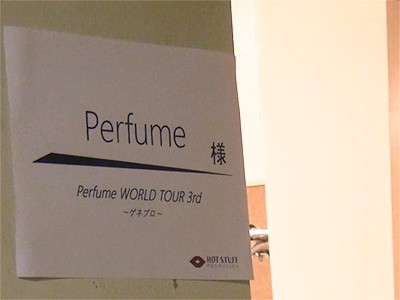 Perfume 様
Perfume WORLD TOUR 3rd
～ゲネプロ～
HOT STUFF